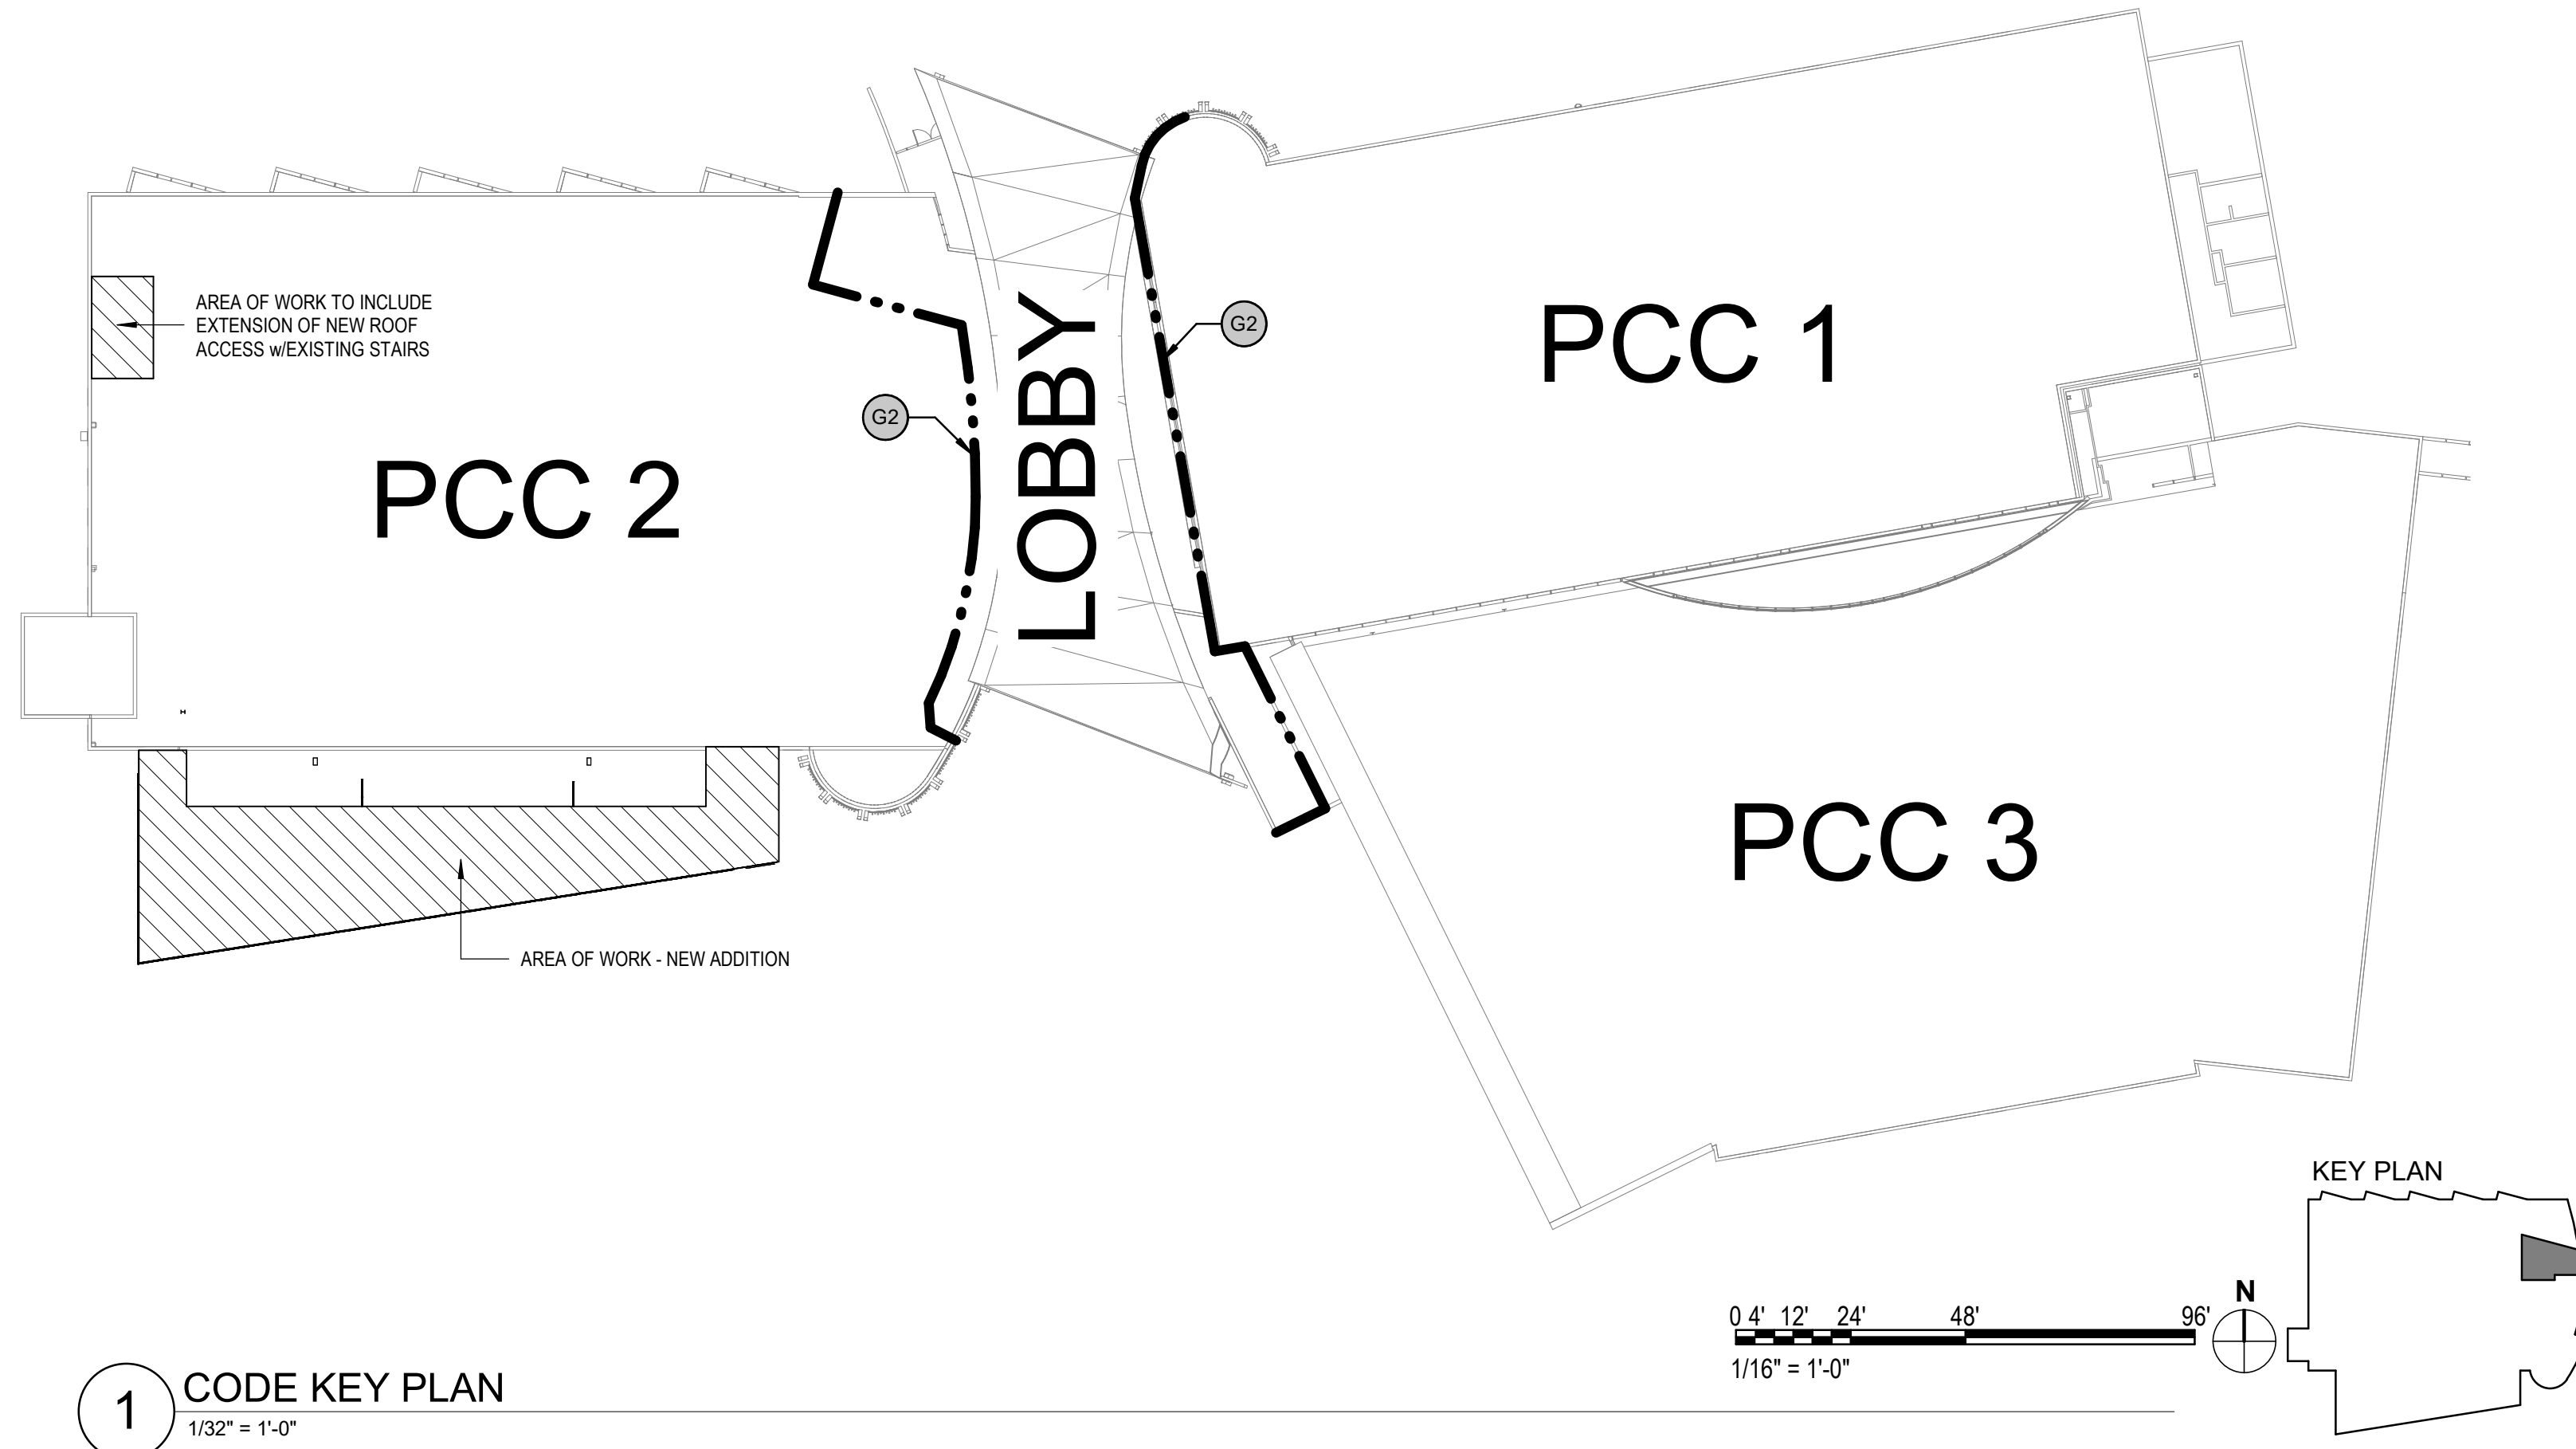 AREA OF WORK TO INCLUDE
EXTENSION OF NEW ROOF
ACCESS w/EXISTING STAIRS
PCC 2
G2
LOBBY
G2
PCC 1
PCC 3
AREA OF WORK - NEW ADDITION
KEY PLAN
N
0 4' 12' 24' 48' 96'
1/16" = 1'-0"
1
CODE KEY PLAN
1/32" = 1'-0"